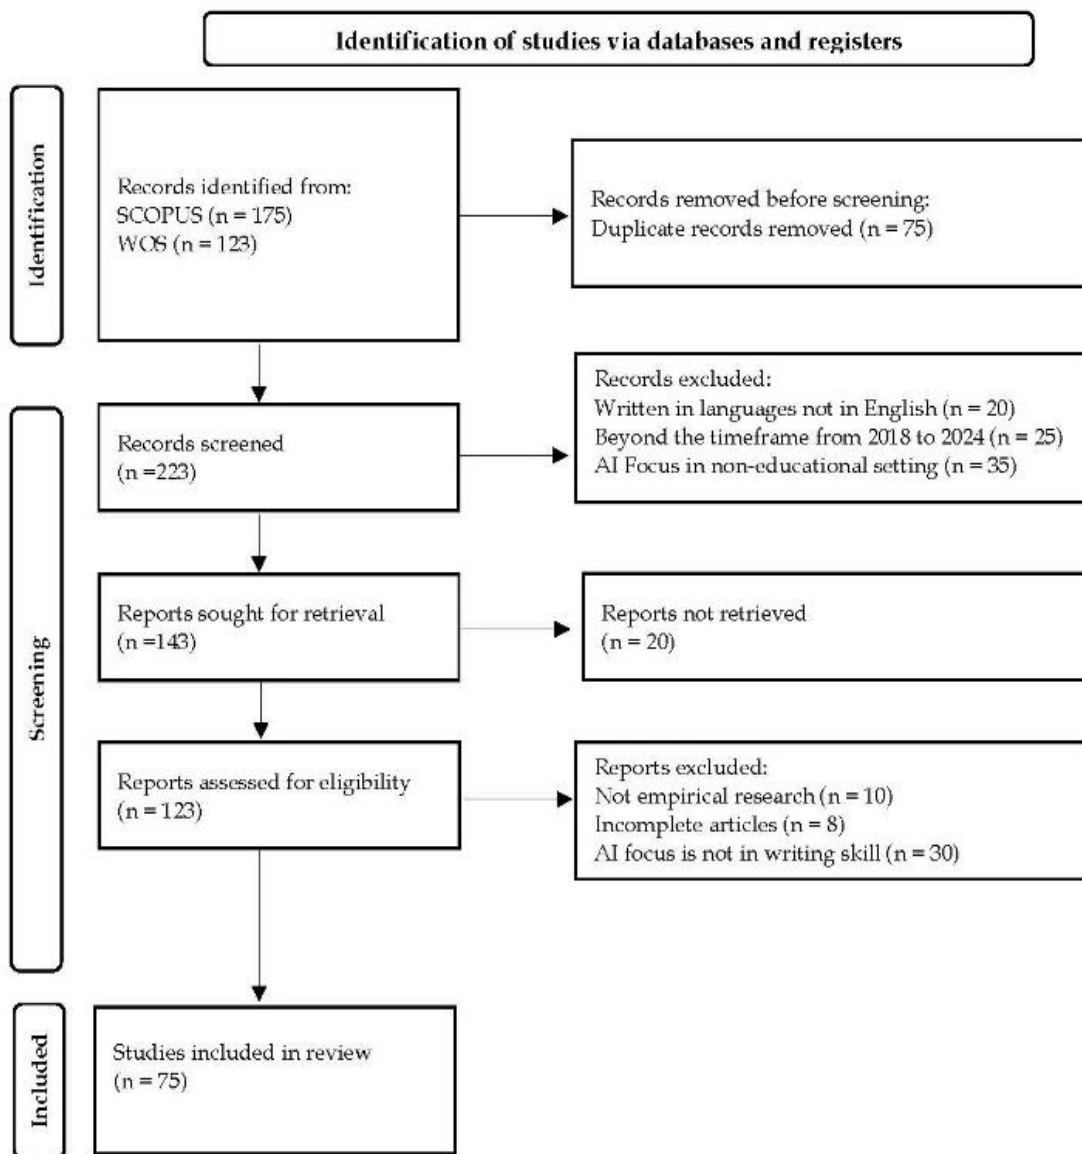 Identification of studies via databases and registers
Identification
Records identified from:
SCOPUS (n = 175)
WOS (n = 123)
Records removed before screening:
Duplicate records removed (n = 75)
Screening
Records screened
(n =223)
Records excluded:
Written in languages not in English (n = 20)
Beyond the timeframe from 2018 to 2024 (n = 25)
AI Focus in non-educational setting (n = 35)
Reports sought for retrieval
(n =143)
Reports not retrieved
(n = 20)
Reports assessed for eligibility
(n = 123)
Reports excluded:
Not empirical research (n = 10)
Incomplete articles (n = 8)
AI focus is not in writing skill (n = 30)
Included
Studies included in review
(n = 75)